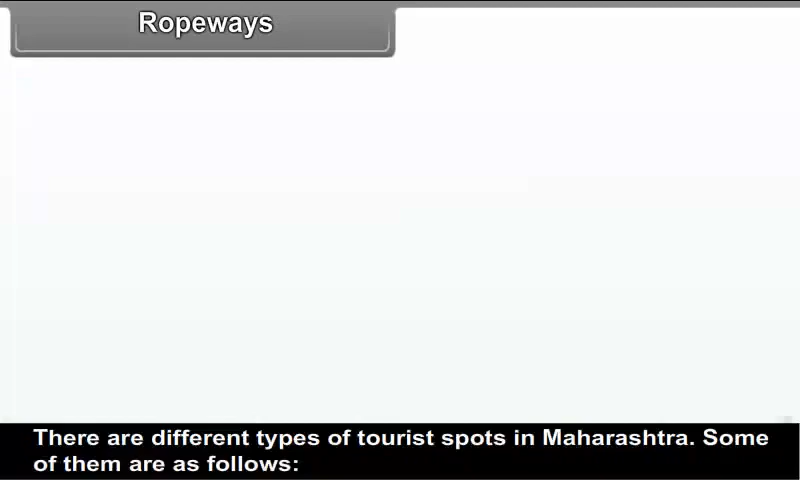 Ropeways
There are different types of tourist spots in Maharashtra. Some
of them are as follows: